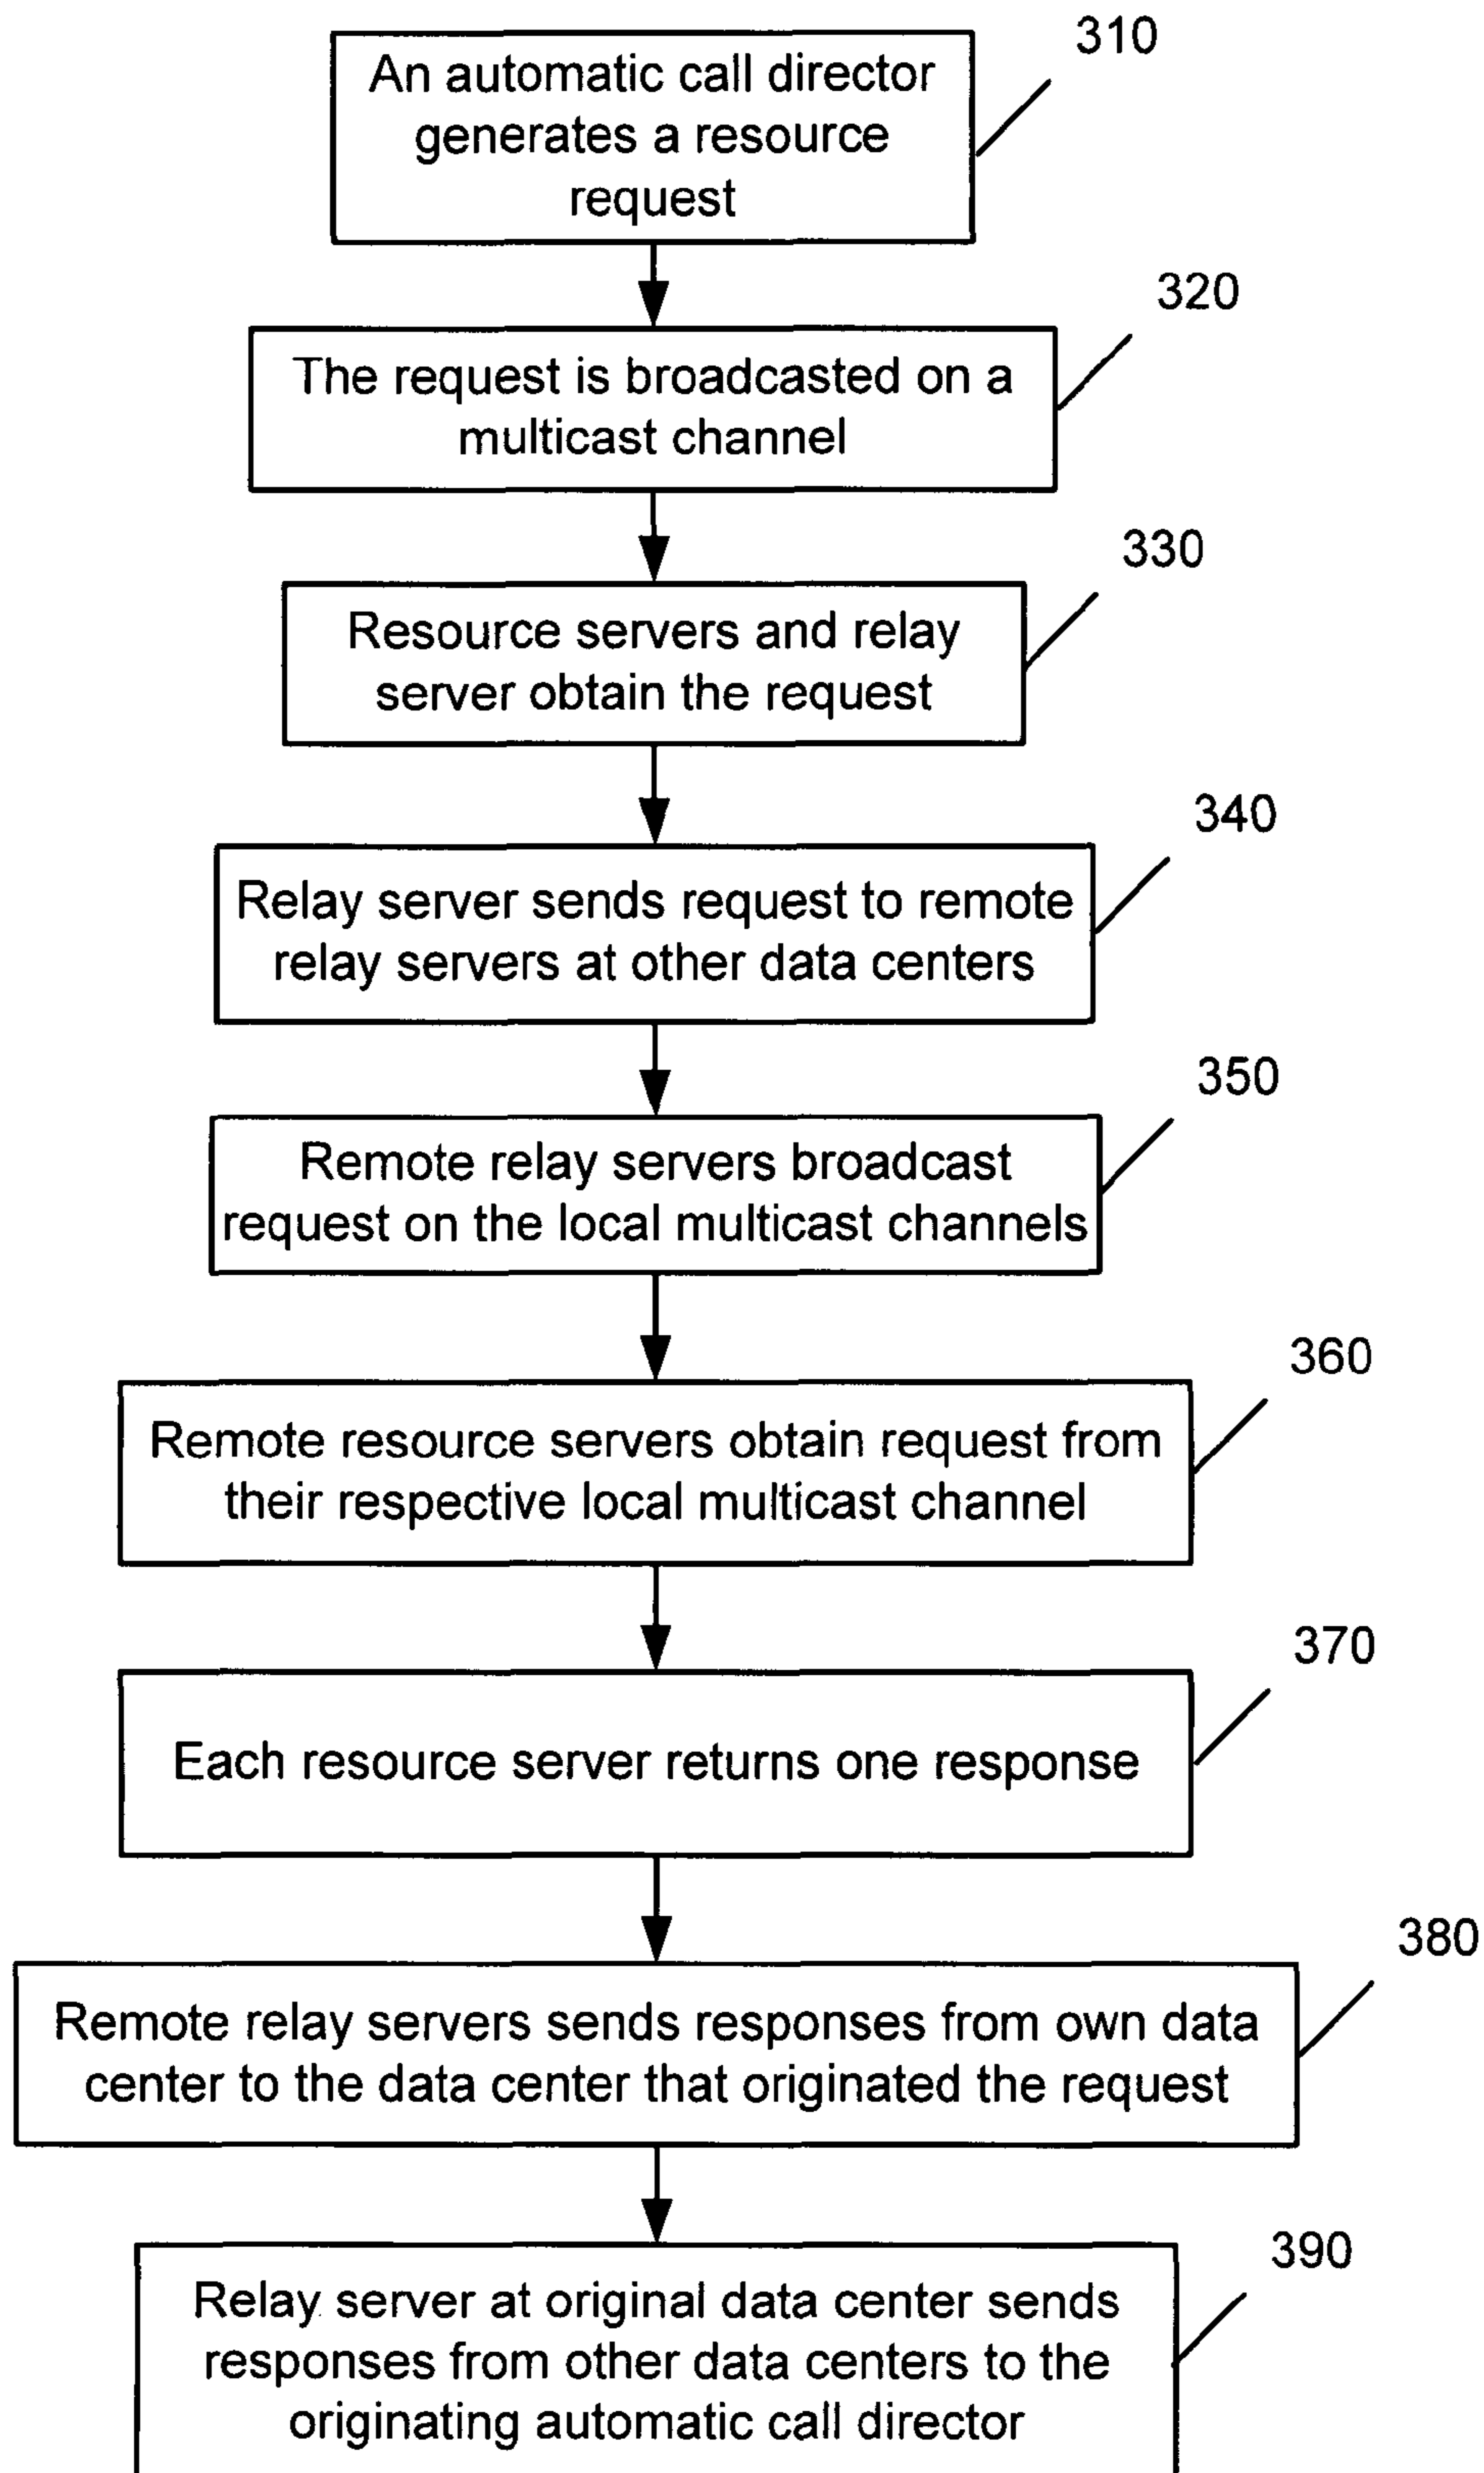 310
An automatic call director
generates a resource
request
320
The request is broadcasted on a
multicast channel
330
Resource servers and relay
server obtain the request
340
Relay server sends request to remote
relay servers at other data centers
350
Remote relay servers broadcast
request on the local multicast channels
360
Remote resource servers obtain request from
their respective local multicast channel
370
Each resource server returns one response
380
Remote relay servers sends responses from own data
center to the data center that originated the request
390
Relay server at original data center sends
responses from other data centers to the
originating automatic call director